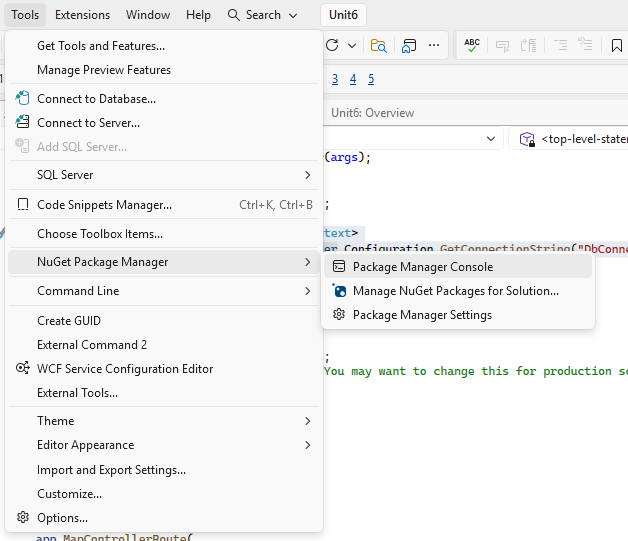 Tools Extensions Window Help Search Unit6
Get Tools and Features...
Manage Preview Features
3 4 5
Connect to Database...
Unit6: Overview
Connect to Server...
Add SQL Server...
<top-level-state
(args);
SQL Server
Code Snippets Manager... Ctrl+K, Ctrl+B
;
Choose Toolbox Items...
text>
er.Configuration.GetConnectionString("DbConne
NuGet Package Manager
Package Manager Console
Command Line
Manage NuGet Packages for Solution...
Package Manager Settings
Create GUID
External Command 2
;
WCF Service Configuration Editor
You may want to change this for production sc
External Tools...
Theme
Editor Appearance
Import and Export Settings...
Customize...
Options...
app.MapControllerRoute(